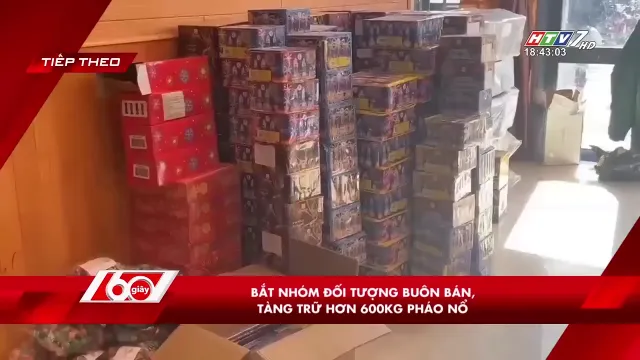 TIẾP THEO
HTV7 HD
18:43:03
60 giây
BẮT NHÓM ĐỐI TƯỢNG BUÔN BÁN,
TÀNG TRỮ HƠN 600KG PHÁO NỔ